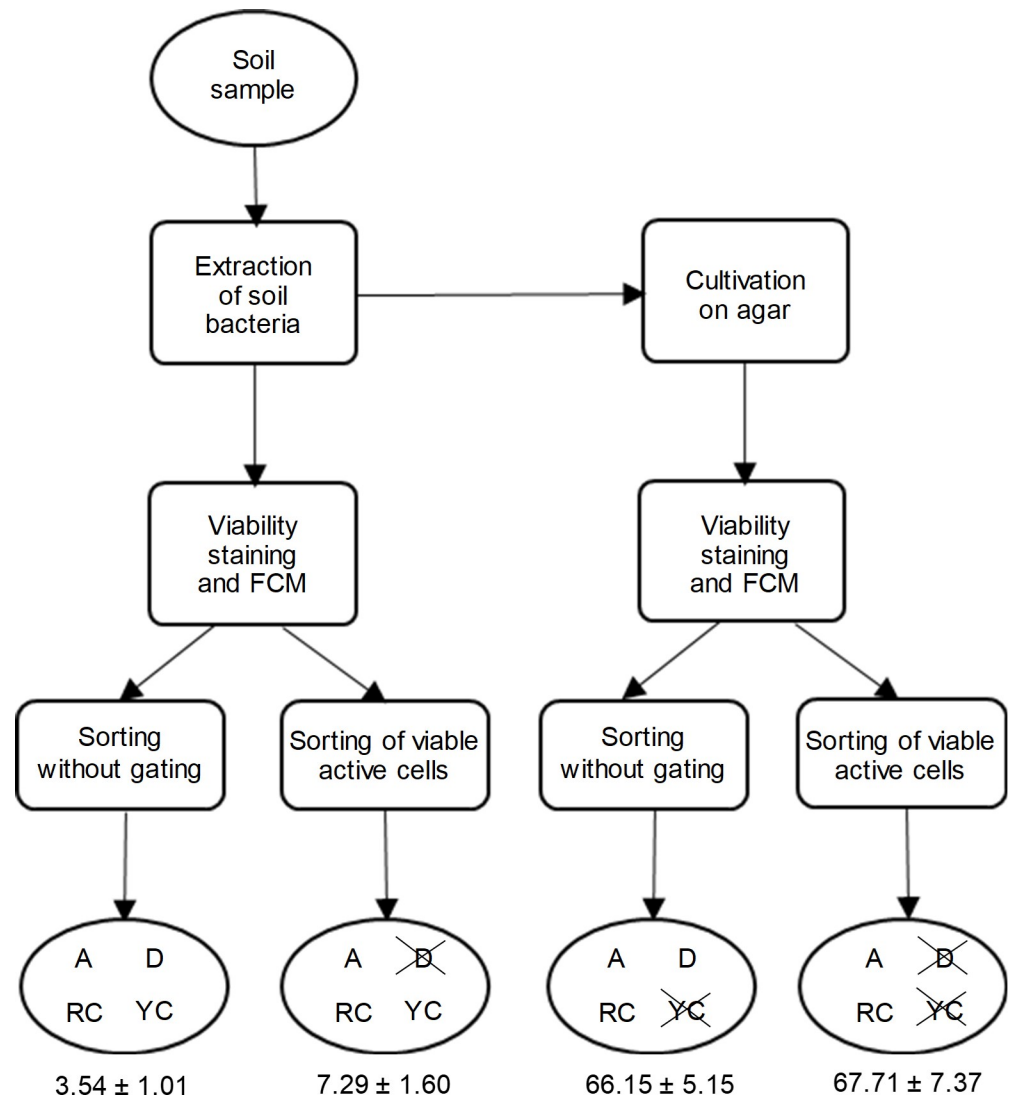 Soil
sample
Extraction
of soil
bacteria
Cultivation
on agar
Viability
staining
and FCM
Viability
staining
and FCM
Sorting
without gating
Sorting of viable
active cells
Sorting
without gating
Sorting of viable
active cells
A D
RC YC
A D
RC YC
A D
RC YC
A D
RC YC
3.54 ± 1.01
7.29 ± 1.60
66.15 ± 5.15
67.71 ± 7.37